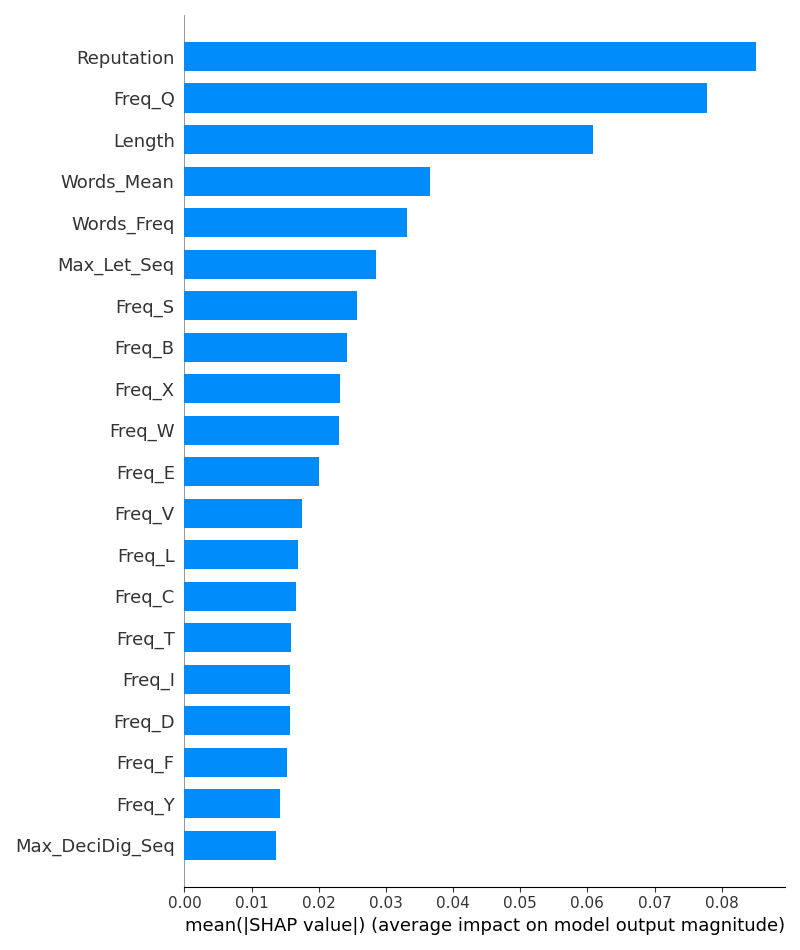 Reputation
Freq_Q
Length
Words_Mean
Words_Freq
Max_Let_Seq
Freq_S
Freq_B
Freq_X
Freq_W
Freq_E
Freq_V
Freq_L
Freq_C
Freq_T
Freq_I
Freq_D
Freq_F
Freq_Y
Max_DeciDig_Seq
0.00 0.01 0.02 0.03 0.04 0.05 0.06 0.07 0.08
mean(|SHAP value|) (average impact on model output magnitude)